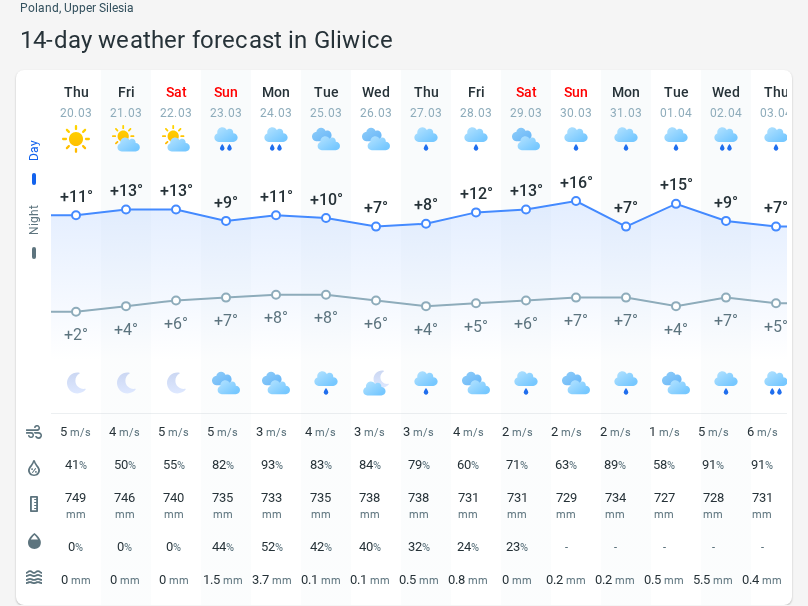 Poland, Upper Silesia
14-day weather forecast in Gliwice
Thu Fri Sat Sun Mon Tue Wed Thu Fri Sat Sun Mon Tue Wed Thu
20.03 21.03 22.03 23.03 24.03 25.03 26.03 27.03 28.03 29.03 30.03 31.03 01.04 02.04 03.04
Day
+11° +13° +13° +9° +11° +10° +7° +8° +12° +13° +16° +7° +15° +9° +7°
Night
+2° +4° +6° +7° +8° +8° +6° +4° +5° +6° +7° +7° +4° +7° +5°
5 m/s 4 m/s 5 m/s 5 m/s 3 m/s 4 m/s 3 m/s 3 m/s 4 m/s 2 m/s 2 m/s 2 m/s 1 m/s 5 m/s 6 m/s
41% 50% 55% 82% 93% 83% 84% 79% 60% 71% 63% 89% 58% 91% 91%
749 746 740 735 733 735 738 738 731 731 729 734 727 728 731
mm mm mm mm mm mm mm mm mm mm mm mm mm mm mm
0% 0% 0% 44% 52% 42% 40% 32% 24% 23% - - - - -
0 mm 0 mm 0 mm 1.5 mm 3.7 mm 0.1 mm 0.1 mm 0.5 mm 0.8 mm 0 mm 0.2 mm 0.2 mm 0.5 mm 5.5 mm 0.4 mm